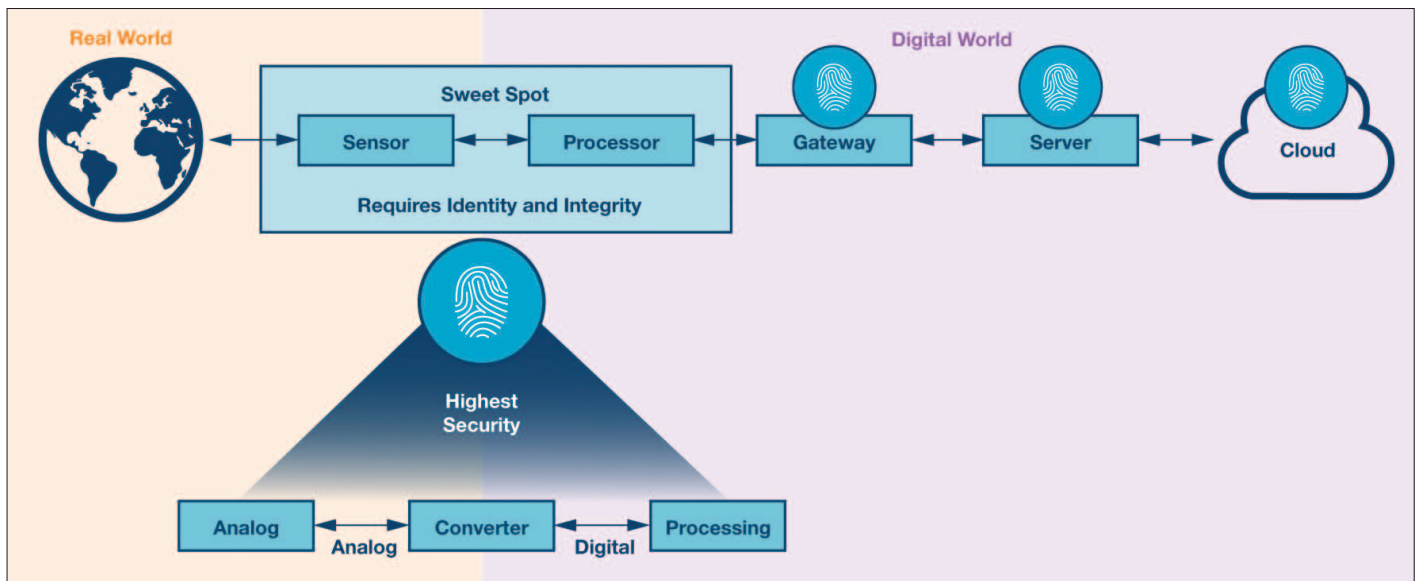 Real World
Digital World
Sweet Spot
Sensor
Processor
Gateway
Server
Cloud
Requires Identity and Integrity
Highest
Security
Analog
Analog
Converter
Digital
Processing